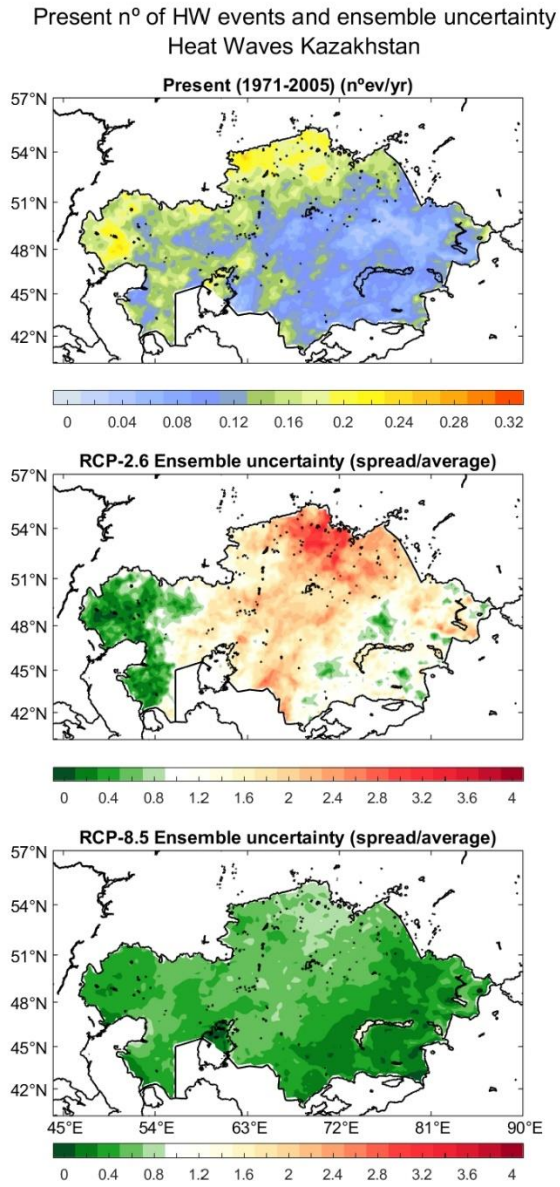 Present nº of HW events and ensemble uncertainty
Heat Waves Kazakhstan
Present (1971-2005) (nºev/yr)
57°N
54°N
51°N
48°N
45°N
42°N
0 0.04 0.08 0.12 0.16 0.2 0.24 0.28 0.32
RCP-2.6 Ensemble uncertainty (spread/average)
57°N
54°N
51°N
48°N
45°N
42°N
0 0.4 0.8 1.2 1.6 2 2.4 2.8 3.2 3.6 4
RCP-8.5 Ensemble uncertainty (spread/average)
57°N
54°N
51°N
48°N
45°N
42°N
45°E 54°E 63°E 72°E 81°E 90°E
0 0.4 0.8 1.2 1.6 2 2.4 2.8 3.2 3.6 4